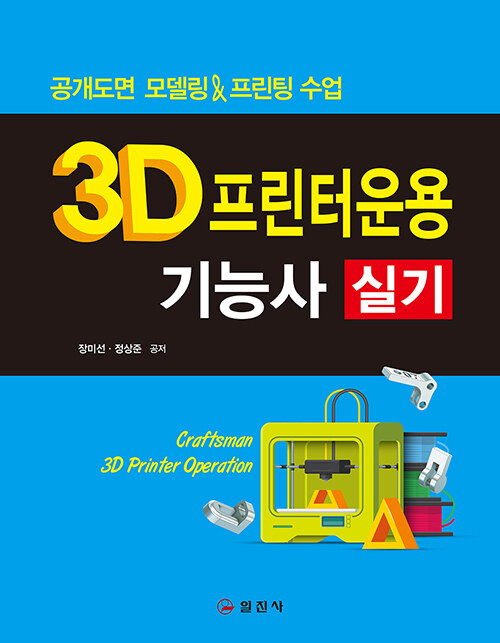 공개도면 모델링 & 프린팅 수업
3D 프린터운용
기능사 실기
장미선 · 정상준 공저
Craftsman
3D Printer Operation
일진사